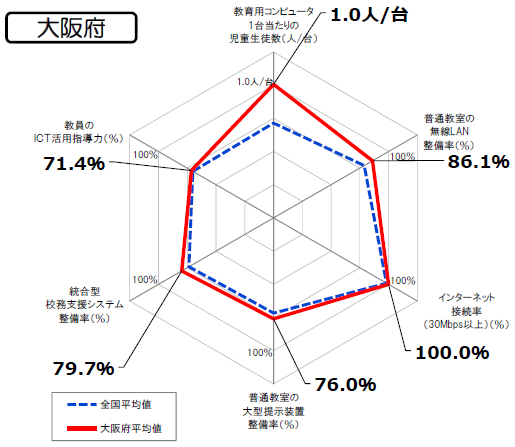 大阪府
教育用コンピュータ
1台当たりの
児童生徒数(人/台)
1.0人/台
1.0人/台
普通教室の
無線LAN
整備率(%)
100%
86.1%
教員の
ICT活用指導力(%)
100%
71.4%
インターネット
接続率
(30Mbps以上)(%)
100%
100.0%
統合型
校務支援システム
整備率(%)
100%
79.7%
100%
76.0%
普通教室の
大型提示装置
整備率(%)
全国平均値
大阪府平均値